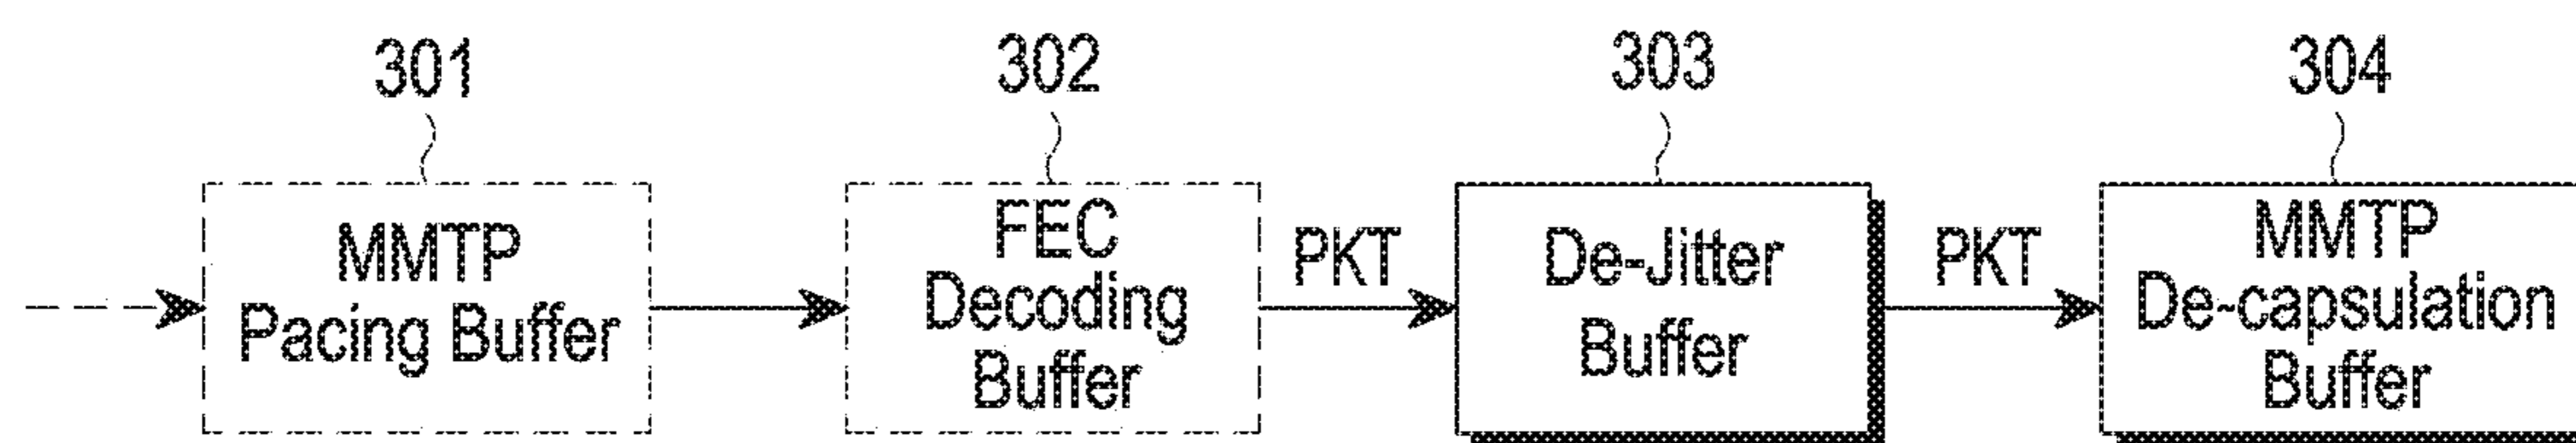 301
302
303
304
MMTP
Pacing Buffer
FEC
Decoding
Buffer
PKT
De-Jitter
Buffer
PKT
MMTP
De-capsulation
Buffer